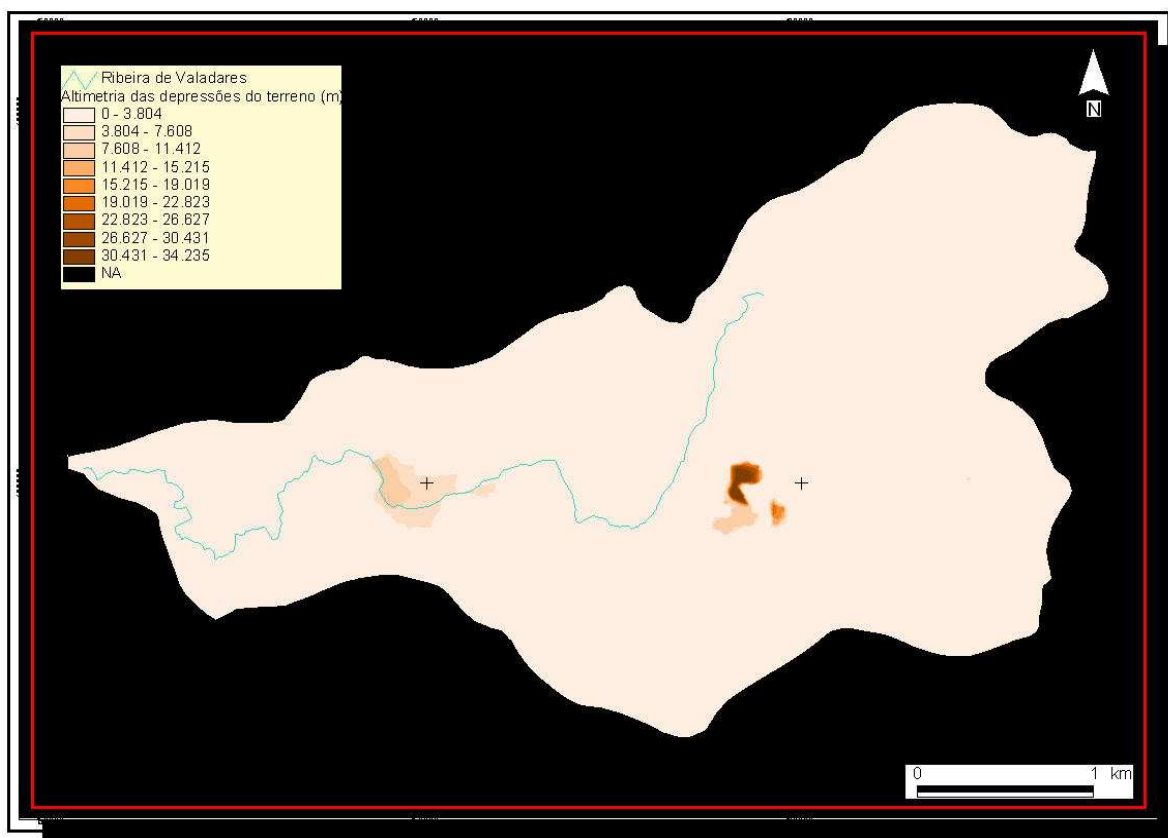 Ribeira de Valadares
Altimetria das depressões do terreno (m)
0 - 3.804
3.804 - 7.608
7.608 - 11.412
11.412 - 15.215
15.215 - 19.019
19.019 - 22.823
22.823 - 26.627
26.627 - 30.431
30.431 - 34.235
NA
N
0 1 km